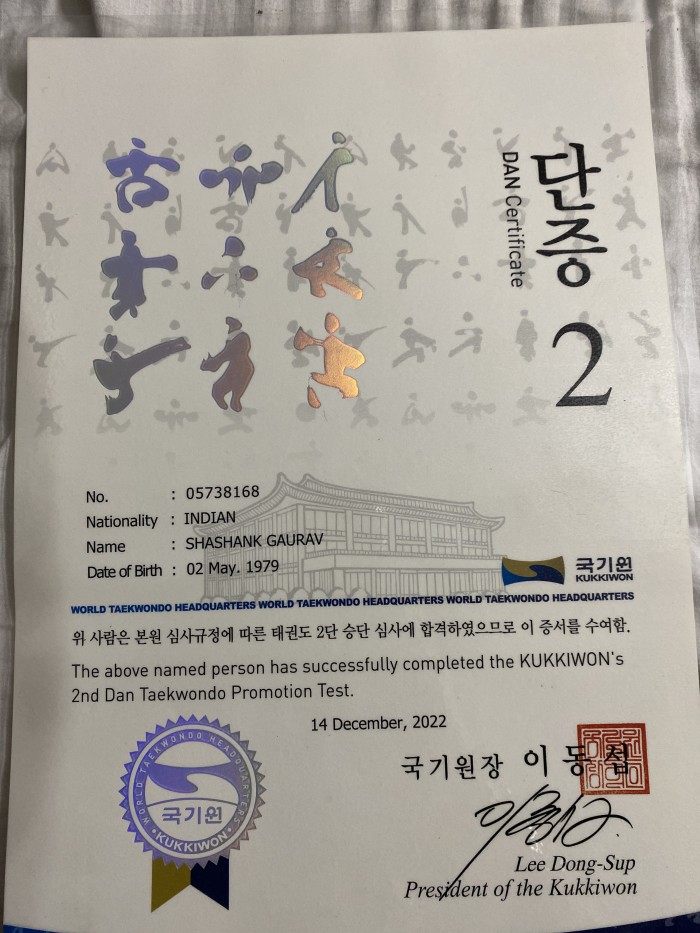 단증
DAN Certificate
2
No. : 05738168
Nationality : INDIAN
Name : SHASHANK GAURAV
Date of Birth : 02 May. 1979
국기원
KUKKIWON
WORLD TAEKWONDO HEADQUARTERS WORLD TAEKWONDO HEADQUARTERS WORLD TAEKWONDO HEADQUARTERS
위 사람은 본원 심사규정에 따른 태권도 2단 승단 심사에 합격하였으므로 이 증서를 수여함.
The above named person has successfully completed the KUKKIWON's
2nd Dan Taekwondo Promotion Test.
14 December, 2022
WORLD TAEKWONDO HEADQUARTERS
국기원
KUKKIWON
국기원장 이동섭
Lee Dong-Sup
President of the Kukkiwon